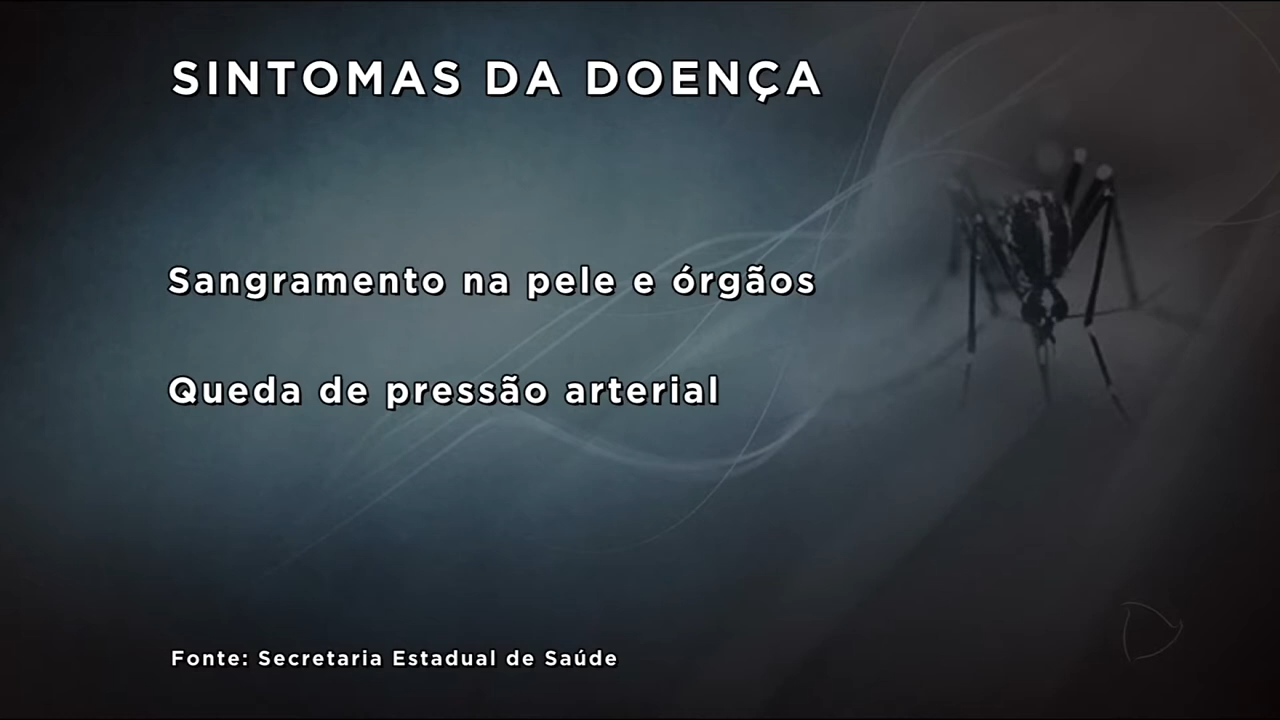 SINTOMAS DA DOENÇA
Sangramento na pele e órgãos
Queda de pressão arterial
Fonte: Secretaria Estadual de Saúde